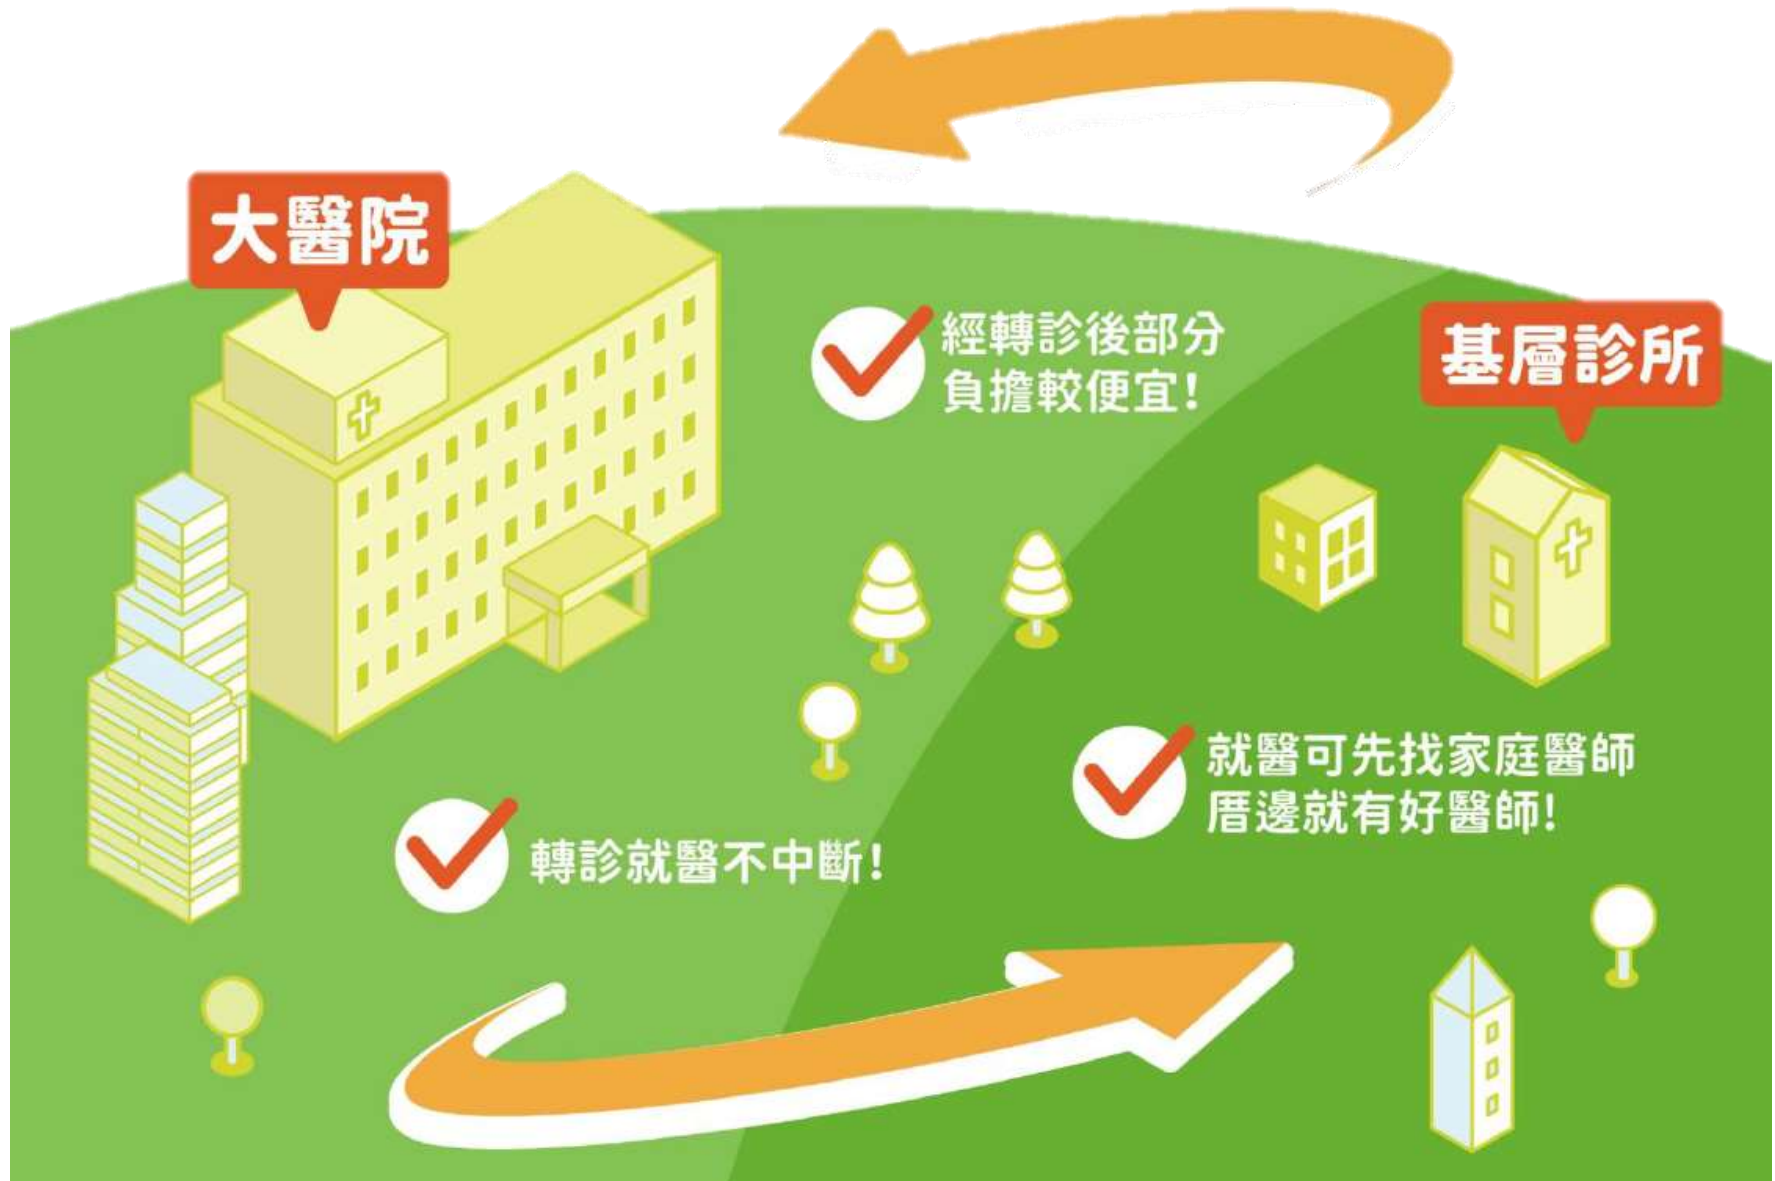 大醫院
經轉診後部分
負擔較便宜!
基層診所
就醫可先找家庭醫師
厝邊就有好醫師!
轉診就醫不中斷!